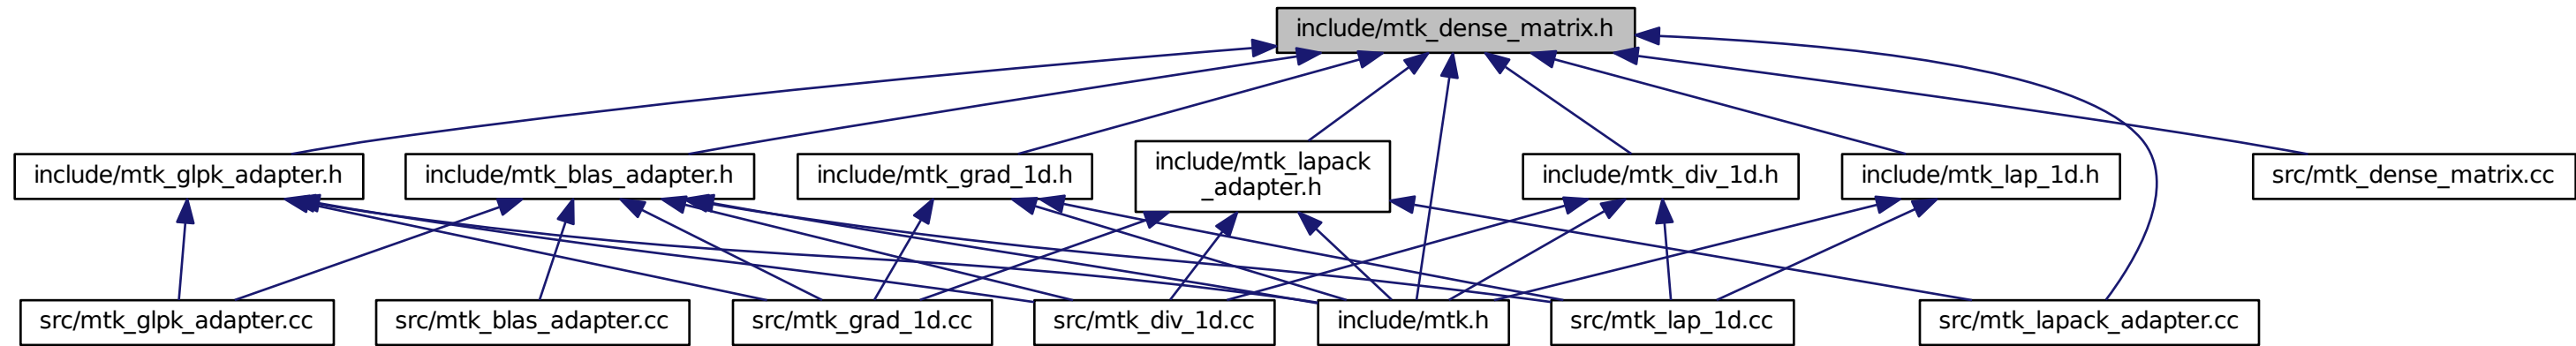 include/mtk_dense_matrix.h
include/mtk_glpk_adapter.h
include/mtk_blas_adapter.h
include/mtk_grad_1d.h
include/mtk_lapack
_adapter.h
include/mtk_div_1d.h
include/mtk_lap_1d.h
src/mtk_dense_matrix.cc
src/mtk_glpk_adapter.cc
src/mtk_blas_adapter.cc
src/mtk_grad_1d.cc
src/mtk_div_1d.cc
include/mtk.h
src/mtk_lap_1d.cc
src/mtk_lapack_adapter.cc